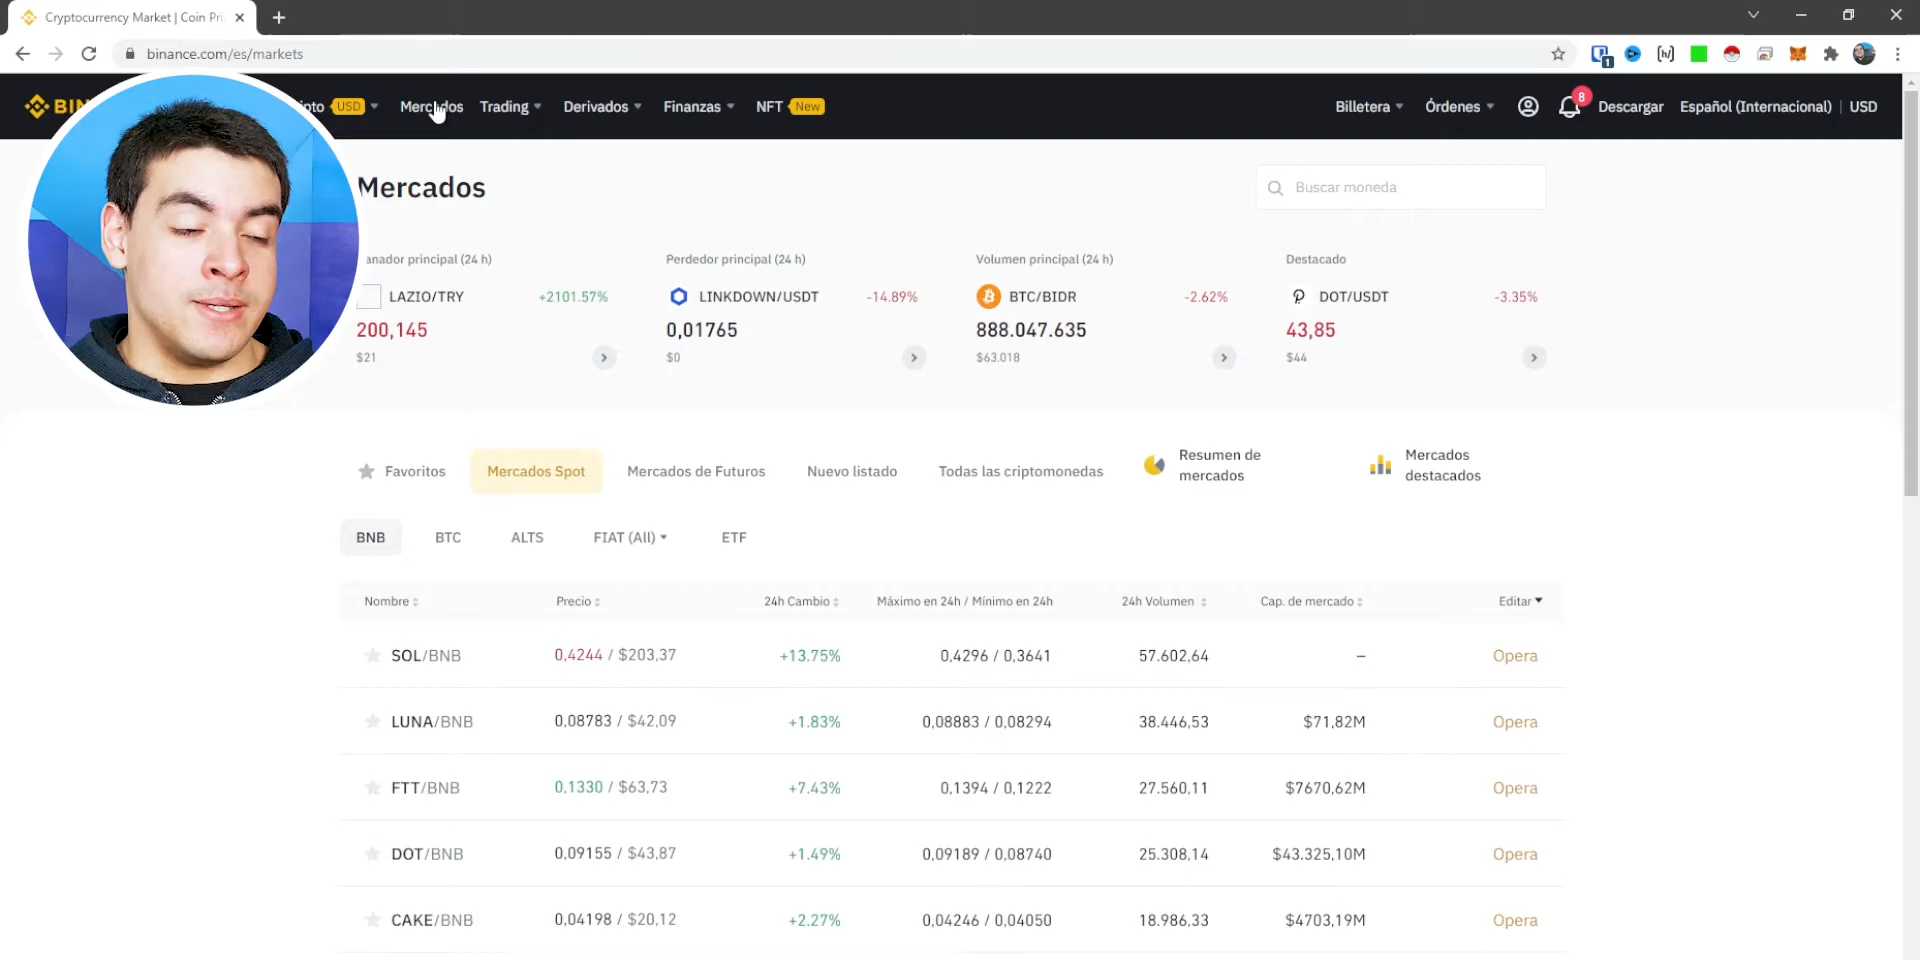 Cryptocurrency Market | Coin Pri
binance.com/es/markets
1
USD
Mercados
Trading
Derivados
Finanzas
NFT
New
Billetera
Órdenes
8
Descargar
Español (Internacional) | USD
Mercados
Buscar moneda
principal (24 h)
LAZIO/TRY
+2101.57%
200,145
$21
Perdedor principal (24 h)
LINKDOWN/USDT
-14.89%
0,01765
$0
Volumen principal (24 h)
BTC/BIDR
-2.62%
888.047.635
$63.018
Destacado
DOT/USDT
-3.35%
43,85
$44
Favoritos
Mercados Spot
Mercados de Futuros
Nuevo listado
Todas las criptomonedas
Resumen de
mercados
Mercados
destacados
BNB
BTC
ALTS
FIAT (All)
ETF
Nombre
Precio
24h Cambio
Máximo en 24h / Mínimo en 24h
24h Volumen
Cap. de mercado
Editar
SOL/BNB
0,4244 / $203,37
+13.75%
0,4296 / 0,3641
57.602,64
–
Opera
LUNA/BNB
0,08783 / $42,09
+1.83%
0,08883 / 0,08294
38.446,53
$71,82M
Opera
FTT/BNB
0,1330 / $63,73
+7.43%
0,1394 / 0,1222
27.560,11
$7670,62M
Opera
DOT/BNB
0,09155 / $43,87
+1.49%
0,09189 / 0,08740
25.308,14
$43.325,10M
Opera
CAKE/BNB
0,04198 / $20,12
+2.27%
0,04246 / 0,04050
18.986,33
$4703,19M
Opera